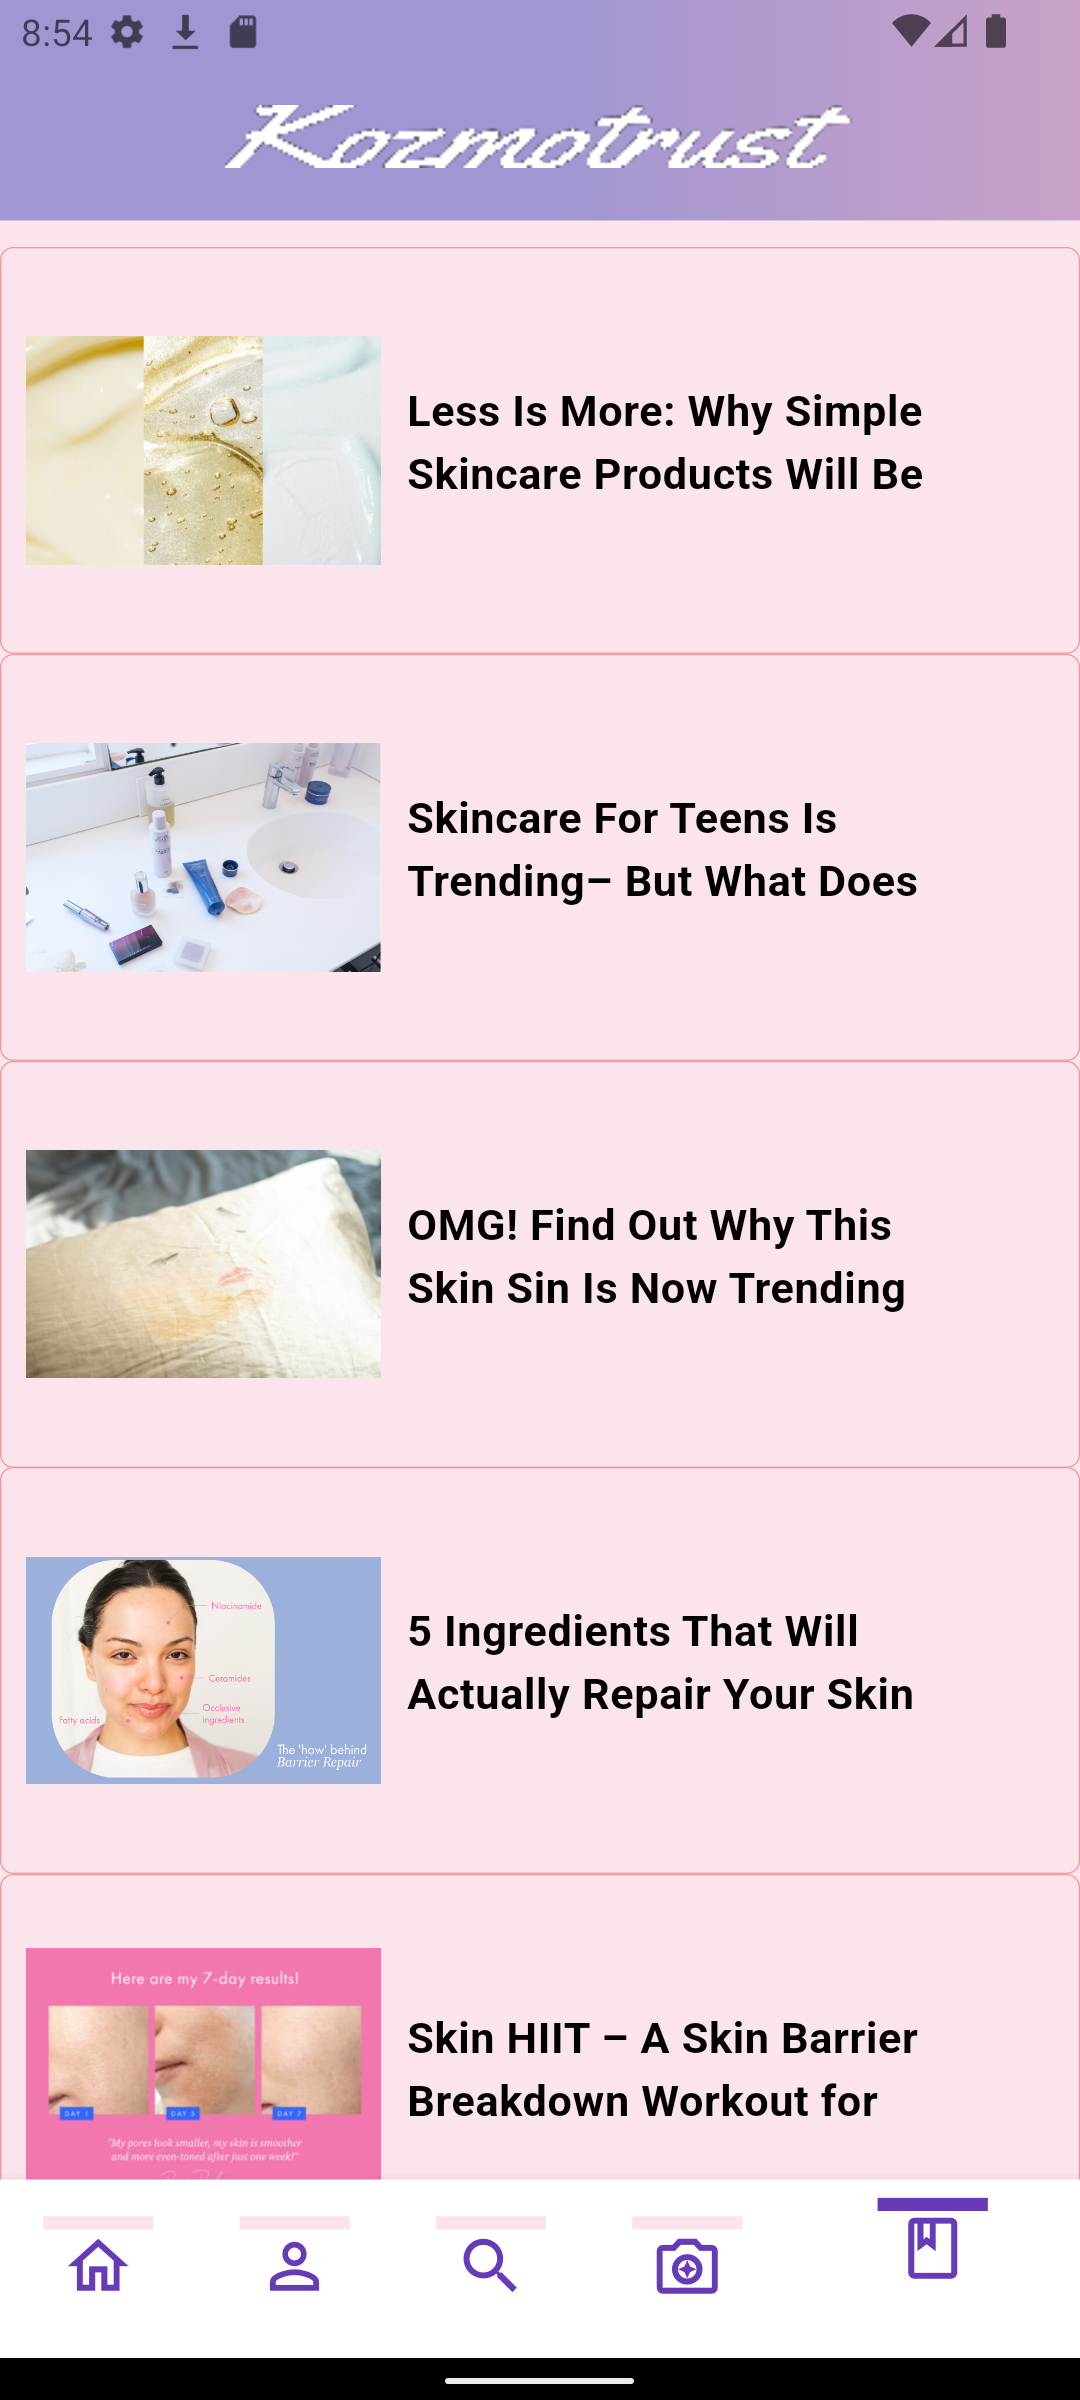 8:54
Kozmotrust
Less Is More: Why Simple
Skincare Products Will Be
Skincare For Teens Is
Trending– But What Does
OMG! Find Out Why This
Skin Sin Is Now Trending
Niacinamide
Ceramides
Occlusive
ingredients
Fatty acids
The 'how' behind
Barrier Repair
5 Ingredients That Will
Actually Repair Your Skin
Here are my 7-day results!
DAY 1
DAY 5
DAY 7
"My pores look smaller, my skin is smoother
and more even-toned after just one week!"
Skin HIIT – A Skin Barrier
Breakdown Workout for